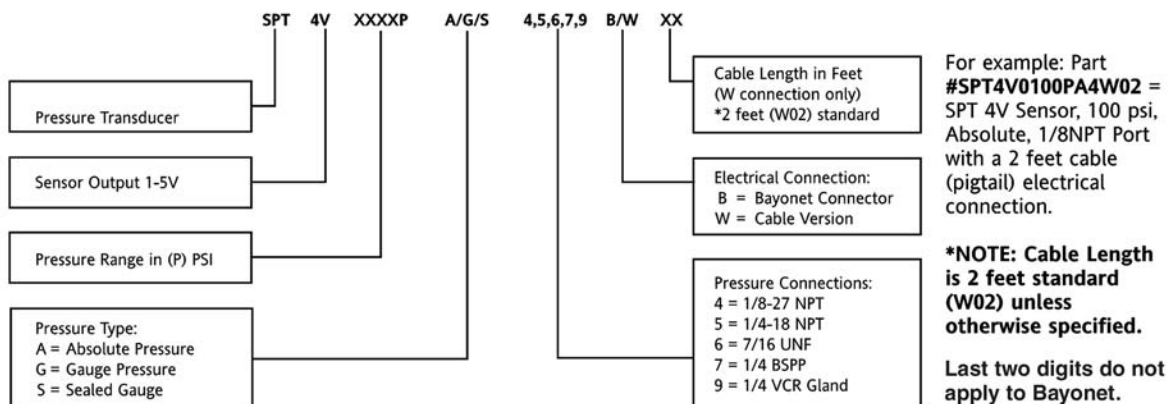 SPT 4V XXXXP A/G/S 4,5,6,7,9 B/W XX
Pressure Transducer
Sensor Output 1-5V
Pressure Range in (P) PSI
Pressure Type:
A = Absolute Pressure
G = Gauge Pressure
S = Sealed Gauge
Cable Length in Feet
(W connection only)
*2 feet (W02) standard
Electrical Connection:
B = Bayonet Connector
W = Cable Version
Pressure Connections:
4 = 1/8-27 NPT
5 = 1/4-18 NPT
6 = 7/16 UNF
7 = 1/4 BSPP
9 = 1/4 VCR Gland
For example: Part
#SPT4V0100PA4W02 =
SPT 4V Sensor, 100 psi,
Absolute, 1/8NPT Port
with a 2 feet cable
(pigtail) electrical
connection.
*NOTE: Cable Length
is 2 feet standard
(W02) unless
otherwise specified.
Last two digits do not
apply to Bayonet.